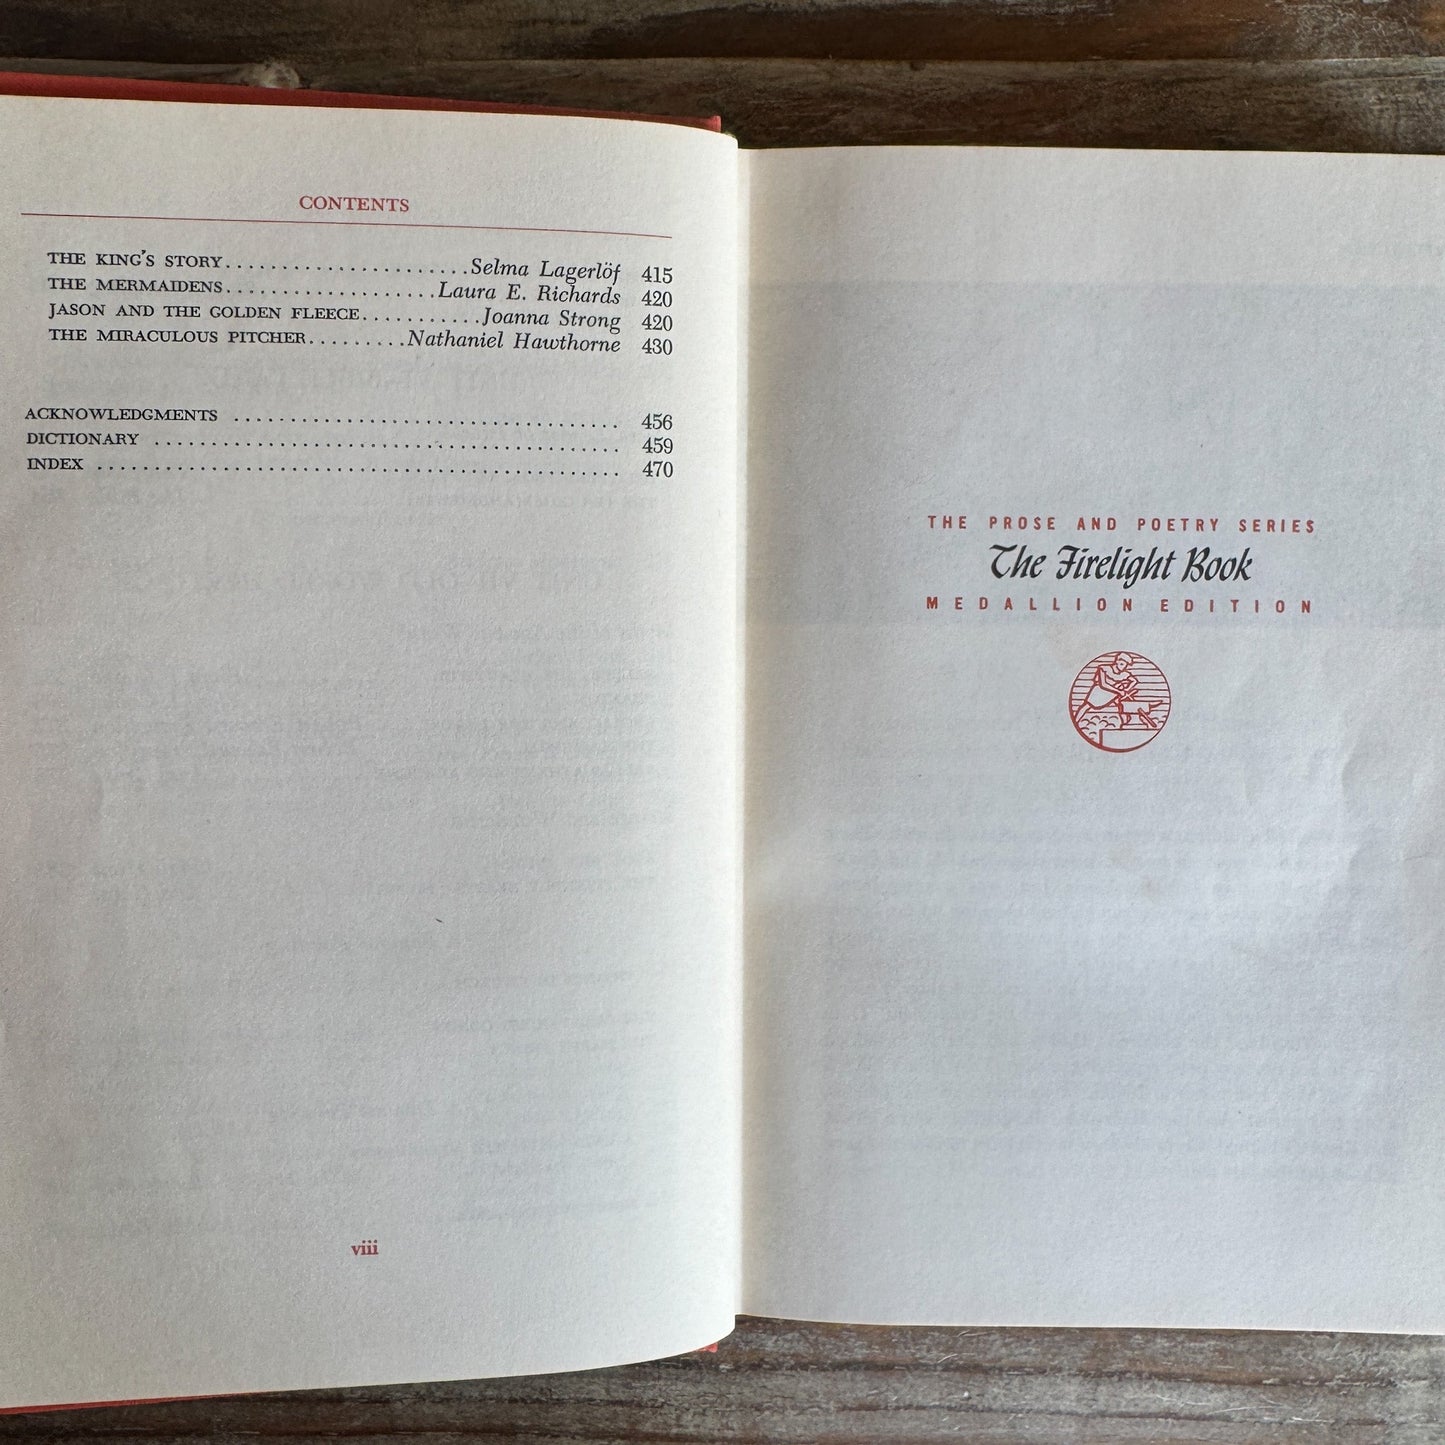 CONTENTS
THE KING'S STORY........................Selma Lagerlöf 415
THE MERMAIDENS.....................Laura E. Richards 420
JASON AND THE GOLDEN FLEECE...........Joanna Strong 420
THE MIRACULOUS PITCHER.........Nathaniel Hawthorne 430
ACKNOWLEDGMENTS .................................. 456
DICTIONARY ......................................... 459
INDEX .............................................. 470
viii
THE PROSE AND POETRY SERIES
The Firelight Book
MEDALLION EDITION